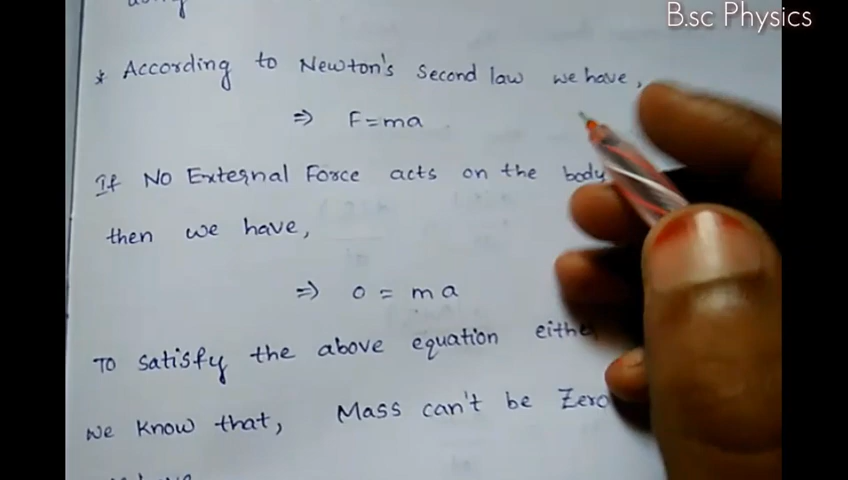 B.sc Physics
* According to Newton's Second law we have,
⇒ F=ma
If No External Force acts on the body
then we have,
⇒ 0 = ma
To satisfy the above equation
we know that, Mass can't be Zero